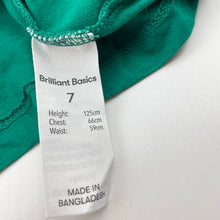 Brilliant Basics
7
Height: 125cm
Chest: 66cm
Waist: 59cm
MADE IN
BANGLADESH